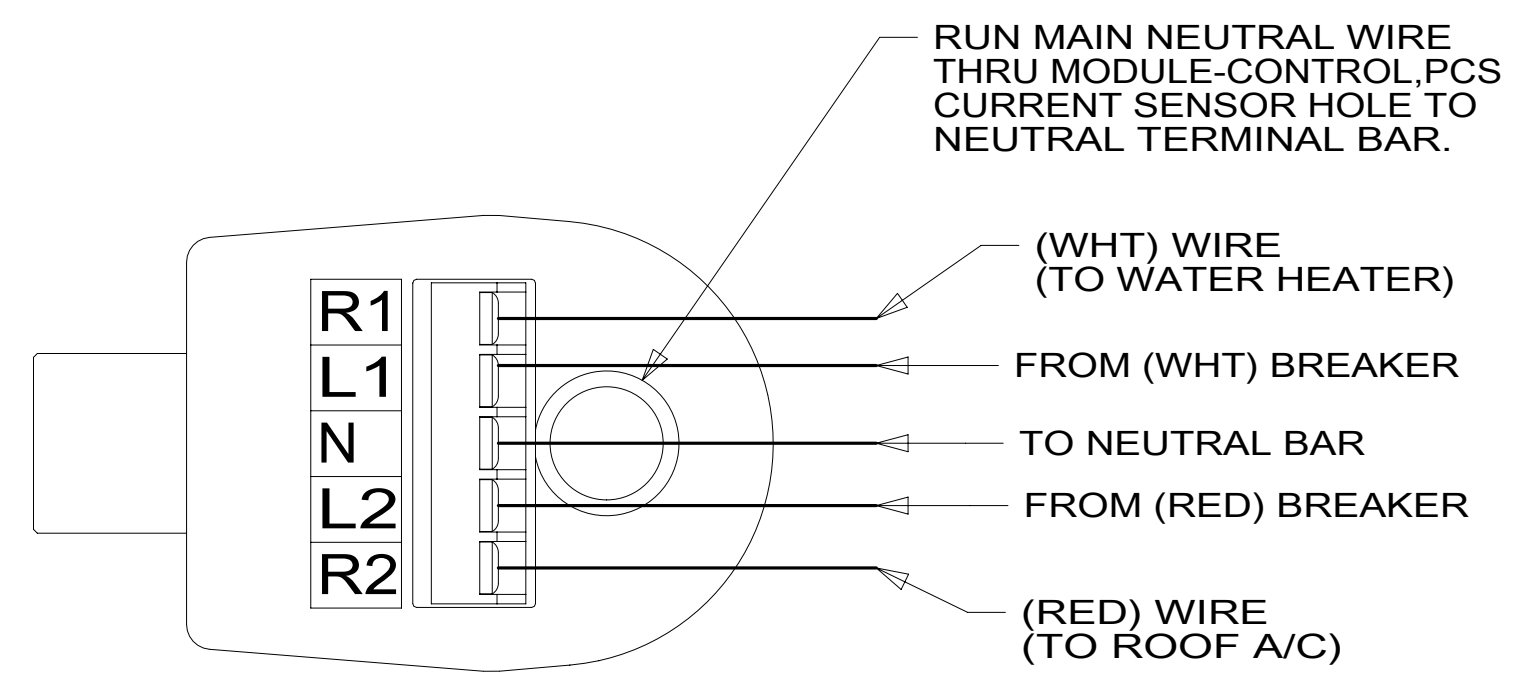 RUN MAIN NEUTRAL WIRE
THRU MODULE-CONTROL,PCS
CURRENT SENSOR HOLE TO
NEUTRAL TERMINAL BAR.
(WHT) WIRE
(TO WATER HEATER)
R1
L1
FROM (WHT) BREAKER
N
TO NEUTRAL BAR
L2
FROM (RED) BREAKER
R2
(RED) WIRE
(TO ROOF A/C)